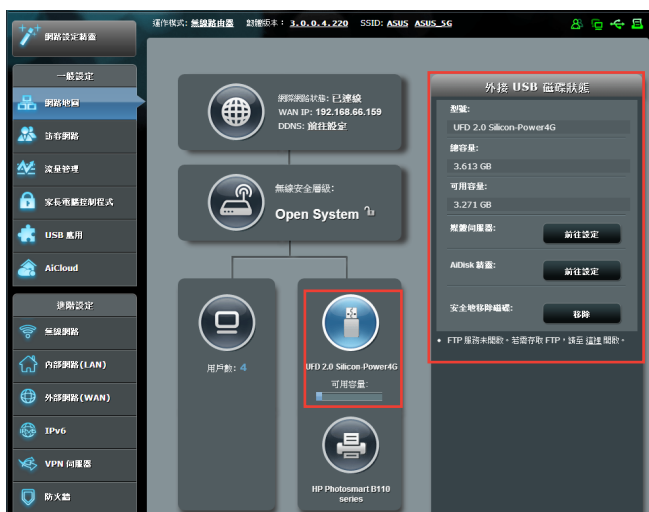 網路設定精靈
運作模式: 無線路由器 韌體版本: 3.0.0.4.220 SSID: ASUS ASUS_5G
一般設定
網路地圖
訪客網路
流量管理
家長電腦控制程式
USB 應用
AiCloud
進階設定
無線網路
內部網路(LAN)
外部網路(WAN)
IPv6
VPN 伺服器
防火牆
網際網路狀態: 已連線
WAN IP: 192.168.66.159
DDNS: 前往設定
無線安全層級:
Open System
用戶數: 4
UFD 2.0 Silicon-Power4G
可用容量:
HP Photosmart B110
series
外接 USB 磁碟狀態
型號:
UFD 2.0 Silicon-Power4G
總容量:
3.613 GB
可用容量:
3.271 GB
媒體伺服器: 前往設定
AiDisk 精靈: 前往設定
安全地移除磁碟: 移除
FTP 服務未開啟。若需存取 FTP，請至 這裡 開啟。